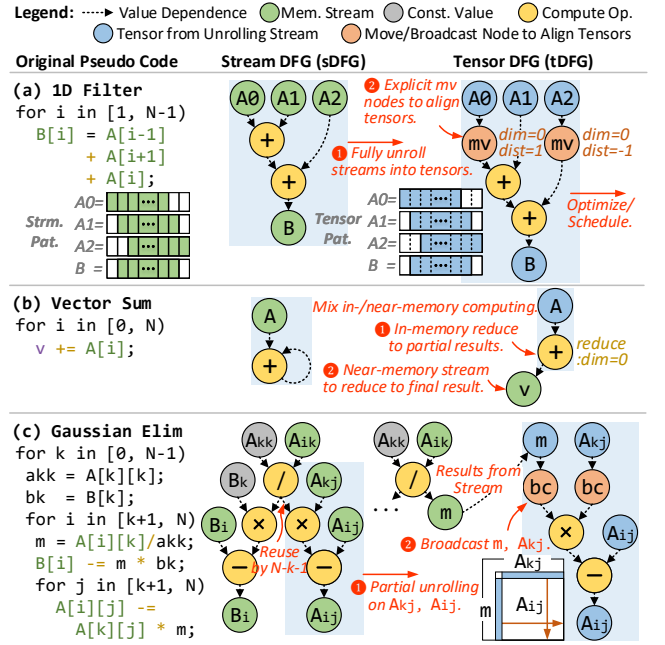 Legend: Value Dependence Mem. Stream Const. Value Compute Op.
Tensor from Unrolling Stream Move/Broadcast Node to Align Tensors
Original Pseudo Code Stream DFG (sDFG) Tensor DFG (tDFG)
(a) 1D Filter
for i in [1, N-1)
B[i] = A[i-1]
+ A[i+1]
+ A[i];
Strm. Pat.
A0=
A1=
A2=
B =
A0 A1 A2
+
+
B
2 Explicit mv nodes to align tensors.
1 Fully unroll streams into tensors.
Tensor Pat.
A0=
A1=
A2=
B =
A0 A1 A2
mv dim=0 dist=1
mv dim=0 dist=-1
+
+
B
Optimize/
Schedule.
(b) Vector Sum
for i in [0, N)
v += A[i];
A
+
Mix in-/near-memory computing.
1 In-memory reduce
to partial results.
2 Near-memory stream
to reduce to final result.
A
+
reduce
:dim=0
v
(c) Gaussian Elim
for k in [0, N-1)
akk = A[k][k];
bk = B[k];
for i in [k+1, N)
m = A[i][k]/akk;
B[i] -= m * bk;
for j in [k+1, N)
A[i][j] -=
A[k][j] * m;
Akk Aik
Bk / Akj
Bi × × Aij
− −
Bi Aij
Reuse
by N-k-1
Akk Aik
/
...
m
Results from
Stream
1 Partial unrolling
on Akj, Aij.
m Akj
bc bc
2 Broadcast m, Akj.
× Aij
−
Aij
Akj
m
Aij